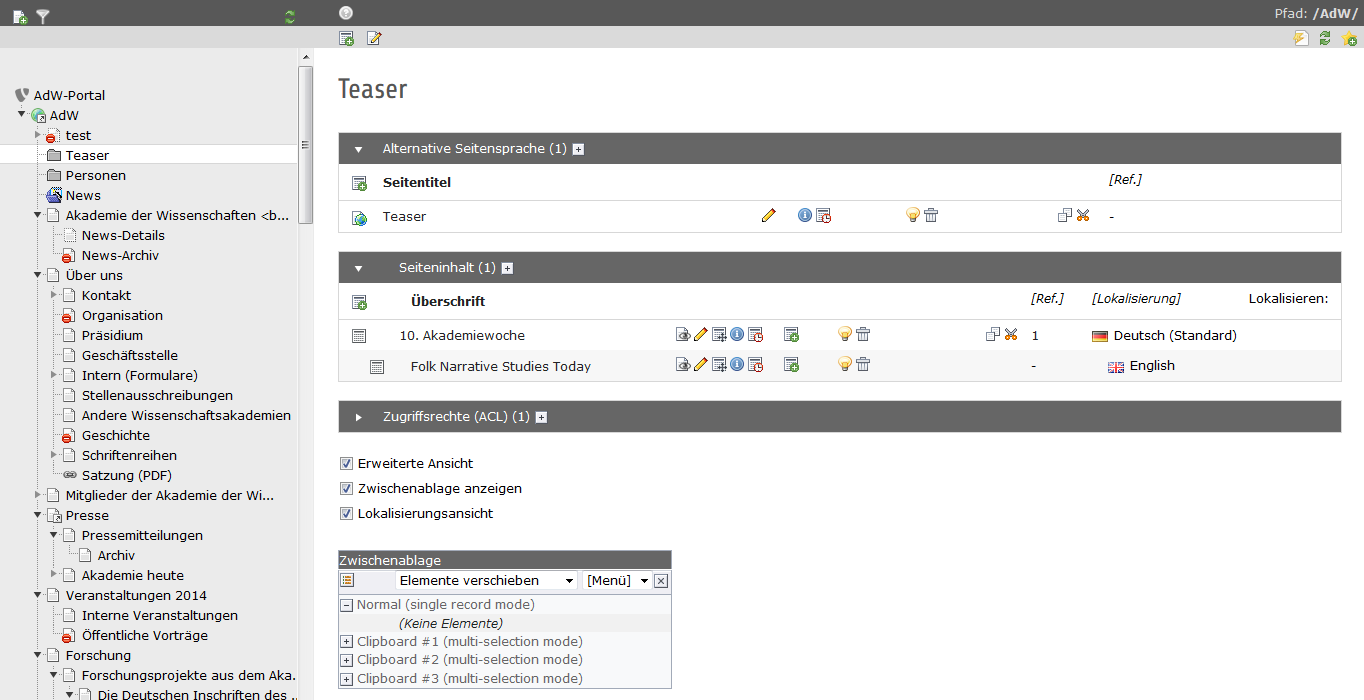 Pfad: /AdW/
AdW-Portal
AdW
test
Teaser
Personen
News
Akademie der Wissenschaften <b...
News-Details
News-Archiv
Über uns
Kontakt
Organisation
Präsidium
Geschäftsstelle
Intern (Formulare)
Stellenausschreibungen
Andere Wissenschaftsakademien
Geschichte
Schriftenreihen
Satzung (PDF)
Mitglieder der Akademie der Wi...
Presse
Pressemitteilungen
Archiv
Akademie heute
Veranstaltungen 2014
Interne Veranstaltungen
Öffentliche Vorträge
Forschung
Forschungsprojekte aus dem Aka.
Die Deutschen Inschriften des .
Teaser
Alternative Seitensprache (1)
Seitentitel [Ref.]
Teaser -
Seiteninhalt (1)
Überschrift [Ref.] [Lokalisierung] Lokalisieren:
10. Akademiewoche 1 Deutsch (Standard)
Folk Narrative Studies Today - English
Zugriffsrechte (ACL) (1)
Erweiterte Ansicht
Zwischenablage anzeigen
Lokalisierungsansicht
Zwischenablage
Elemente verschieben [Menü]
Normal (single record mode)
(Keine Elemente)
Clipboard #1 (multi-selection mode)
Clipboard #2 (multi-selection mode)
Clipboard #3 (multi-selection mode)